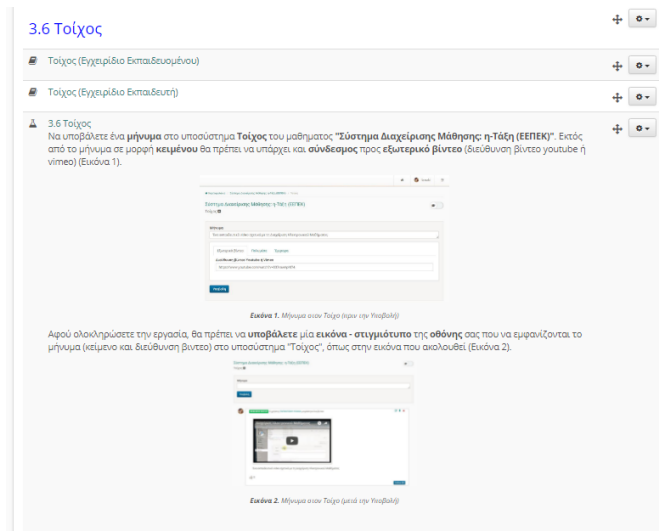 3.6 Τοίχος
Τοίχος (Εγχειρίδιο Εκπαιδευομένου)
Τοίχος (Εγχειρίδιο Εκπαιδευτή)
3.6 Τοίχος
Να υποβάλετε ένα μήνυμα στο υποσύστημα Τοίχος του μαθηματος "Σύστημα Διαχείρισης Μάθησης: η-Τάξη (ΕΕΠΕΚ)". Εκτός
από το μήνυμα σε μορφή κειμένου θα πρέπει να υπάρχει και σύνδεσμος προς εξωτερικό βίντεο (διεύθυνση βίντεο youtube ή
vimeo) (Εικόνα 1).
Σύστημα Διαχείρισης Μάθησης: η-Τάξη (ΕΕΠΕΚ)
Τοίχος
Εικόνα 1. Μήνυμα στον Τοίχο (πριν την Υποβολή)
Αφού ολοκληρώσετε την εργασία, θα πρέπει να υποβάλετε μία εικόνα - στιγμιότυπο της οθόνης σας που να εμφανίζονται το
μήνυμα (κείμενο και διεύθυνση βιντεο) στο υποσύστημα "Τοίχος", όπως στην εικόνα που ακολουθεί (Εικόνα 2).
Σύστημα Διαχείρισης Μάθησης: η-Τάξη (ΕΕΠΕΚ)
Εικόνα 2. Μήνυμα στον Τοίχο (μετά την Υποβολή)